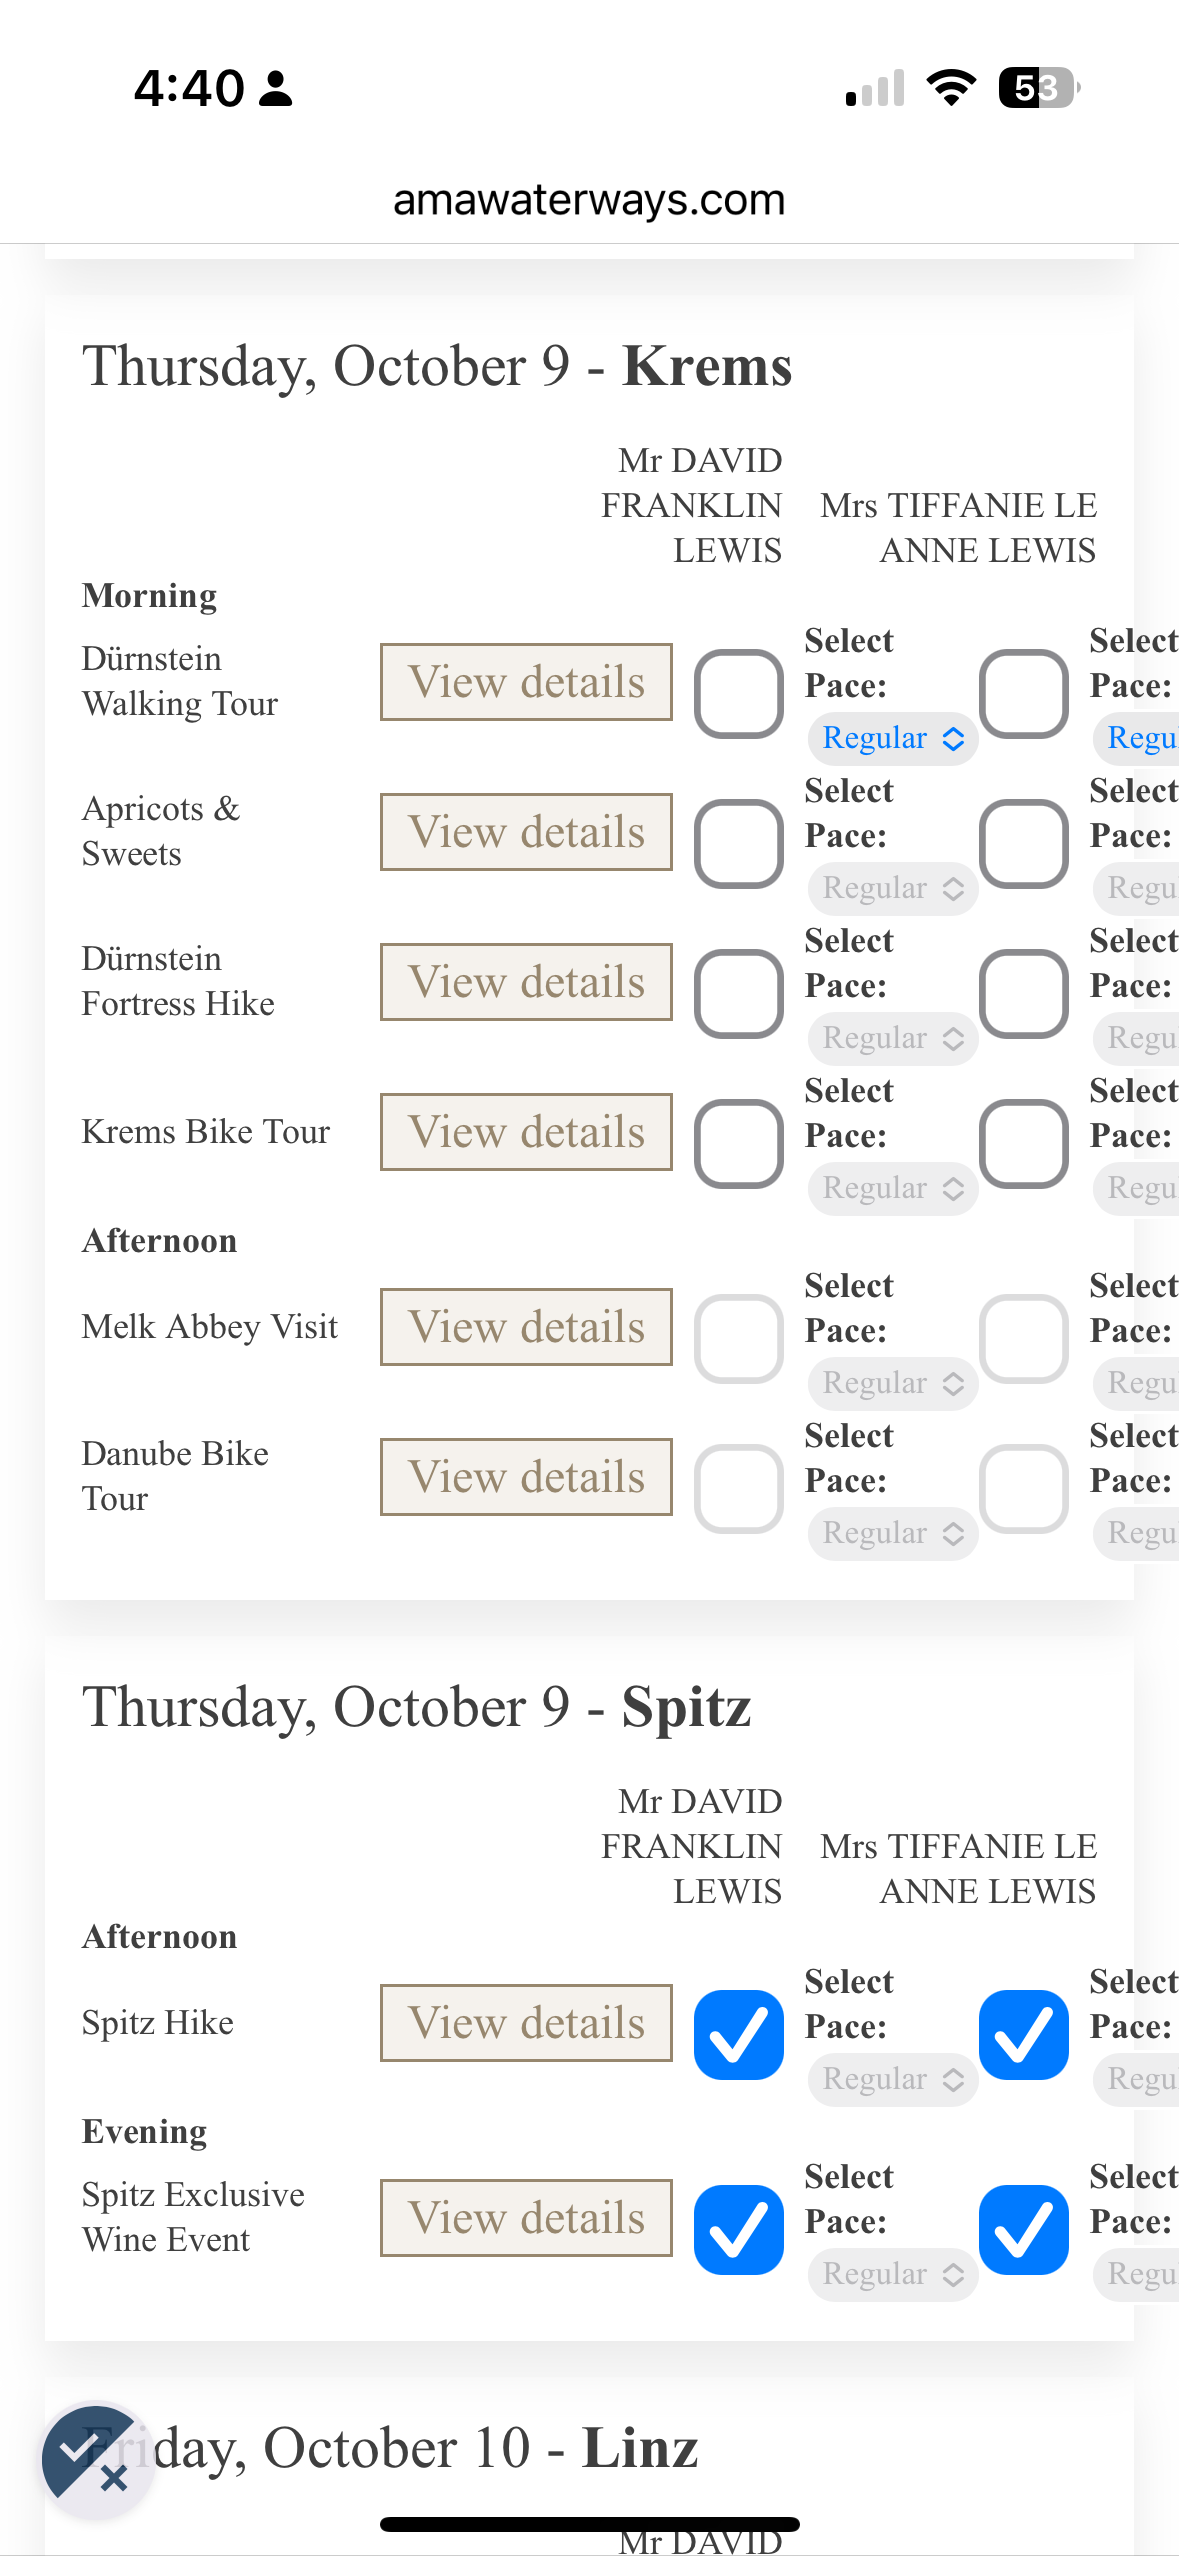 4:40
53
amawaterways.com
Thursday, October 9 - Krems
Mr DAVID
FRANKLIN Mrs TIFFANIE LE
LEWIS ANNE LEWIS
Morning
Dürnstein
Walking Tour
View details
Select
Pace:
Regular
Select
Pace:
Regu
Apricots &
Sweets
View details
Select
Pace:
Regular
Select
Pace:
Regu
Dürnstein
Fortress Hike
View details
Select
Pace:
Regular
Select
Pace:
Regu
Krems Bike Tour
View details
Select
Pace:
Regular
Select
Pace:
Regu
Afternoon
Melk Abbey Visit
View details
Select
Pace:
Regular
Select
Pace:
Regu
Danube Bike
Tour
View details
Select
Pace:
Regular
Select
Pace:
Regu
Thursday, October 9 - Spitz
Mr DAVID
FRANKLIN Mrs TIFFANIE LE
LEWIS ANNE LEWIS
Afternoon
Spitz Hike
View details
Select
Pace:
Regular
Select
Pace:
Regu
Evening
Spitz Exclusive
Wine Event
View details
Select
Pace:
Regular
Select
Pace:
Regu
Friday, October 10 - Linz
Mr DAVID